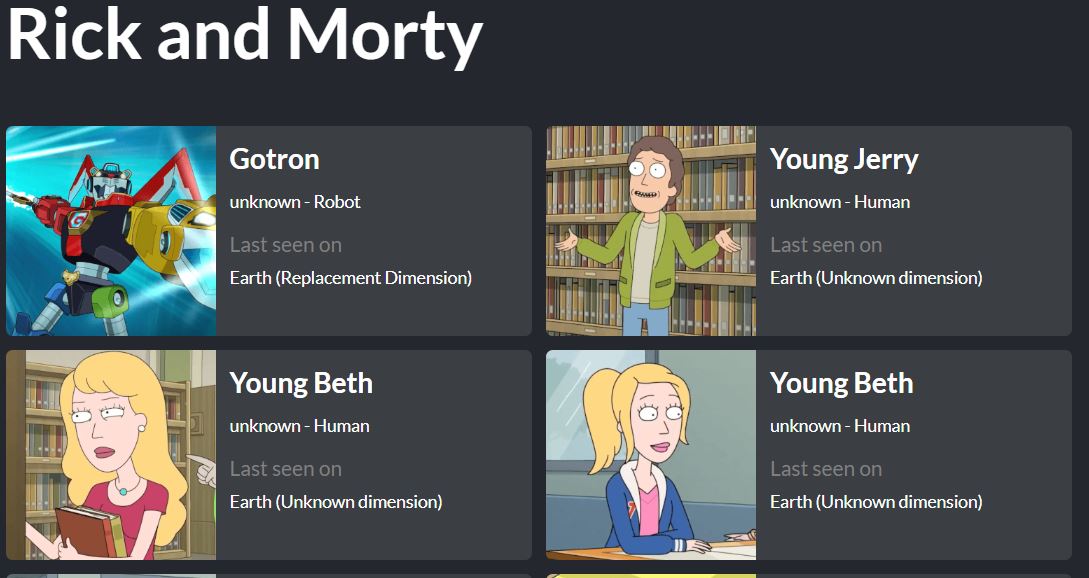 Rick and Morty
Gotron
unknown - Robot
Last seen on
Earth (Replacement Dimension)
Young Jerry
unknown - Human
Last seen on
Earth (Unknown dimension)
Young Beth
unknown - Human
Last seen on
Earth (Unknown dimension)
Young Beth
unknown - Human
Last seen on
Earth (Unknown dimension)